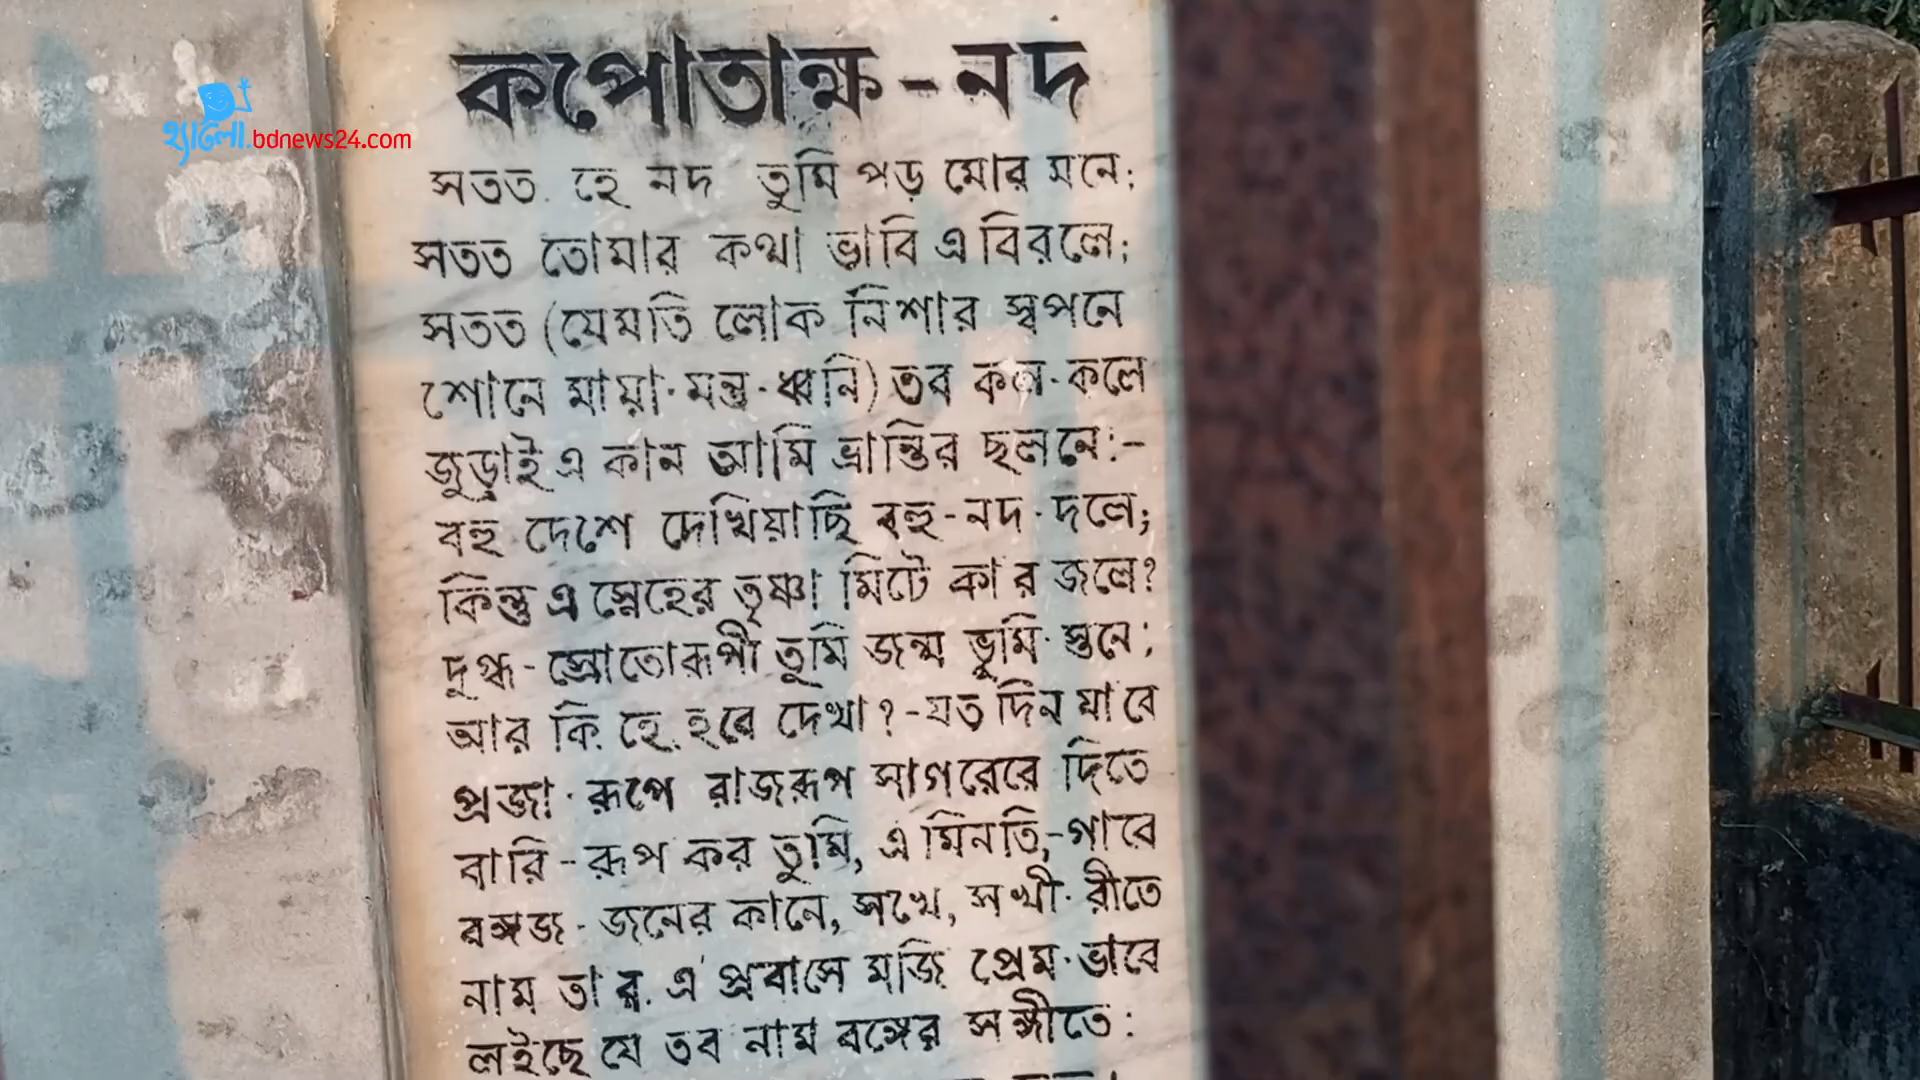 হ্যালো.bdnews24.com
কপোতাক্ষ - নদ
সতত. হে নদ তুমি পড় মোর মনে;
সতত তোমার কথা ভাবি এ বিরলে;
সতত (যেমতি লোক নিশার স্বপনে
শোনে মায়া-মন্ত্র-ধ্বনি) তব কল-কলে
জুড়াই এ কান আমি ভ্রান্তির ছলনে:-
বহু দেশে দেখিয়াছি বহু-নদ-দলে;
কিন্তু এ স্নেহের তৃষ্ণা মিটে কার জলে?
দুগ্ধ - স্রোতোরূপী তুমি জন্ম ভূমি-স্তনে;
আর কি. হে. হবে দেখা?-যত দিন যাবে
প্রজা-রূপে রাজরূপ সাগরেরে দিতে
বারি - রূপ কর তুমি, এ মিনতি,-গাবে
বঙ্গজ - জনের কানে, সখে, সখী-রীতে
নাম তার. এ প্রবাসে মজি প্রেম-ভাবে
লইছে যে তব নাম বঙ্গের সঙ্গীতে: